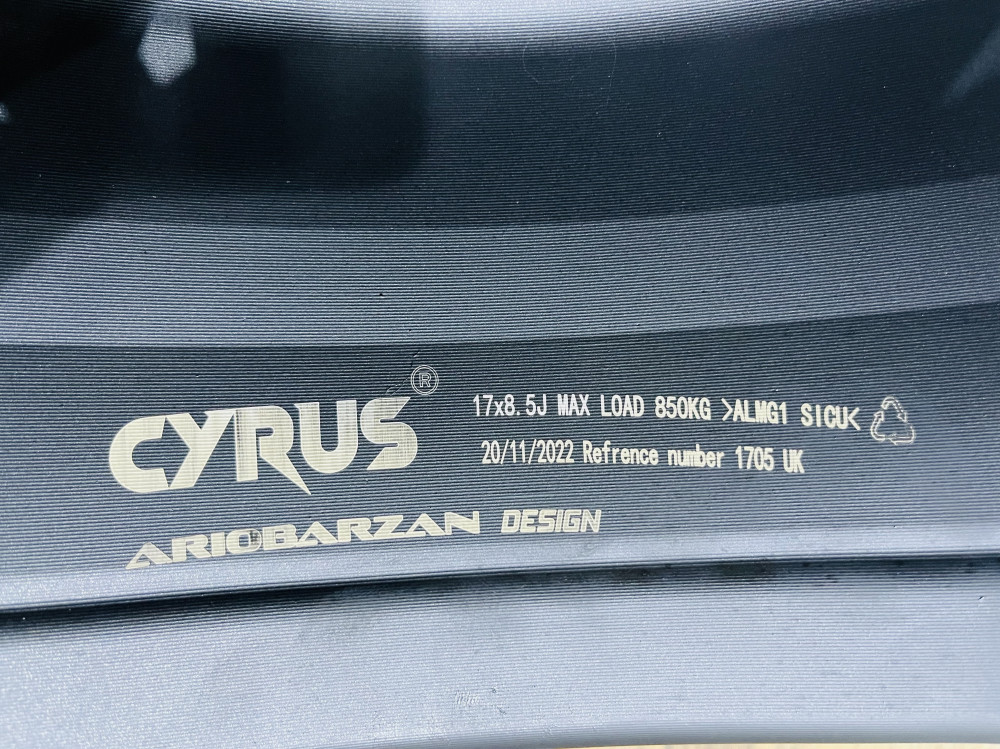 CYRUS®
17x8.5J MAX LOAD 850KG >ALMG1 SICU<
20/11/2022 Refrence number 1705 UK
ARIOBARZAN DESIGN